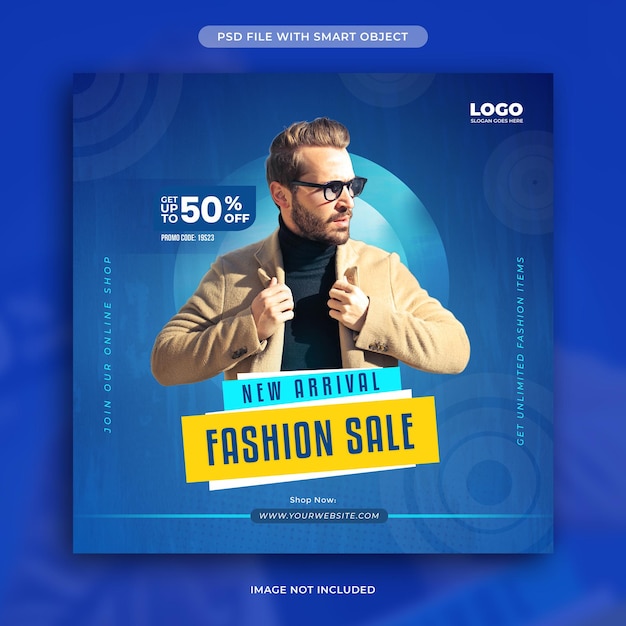 PSD FILE WITH SMART OBJECT
LOGO
SLOGAN GOES HERE
GET
UP
TO
50%
OFF
PROMO CODE: 19S23
JOIN OUR ONLINE SHOP
GET UNLIMITED FASHION ITEMS
NEW ARRIVAL
FASHION SALE
Shop Now:
WWW.YOURWEBSITE.COM
IMAGE NOT INCLUDED